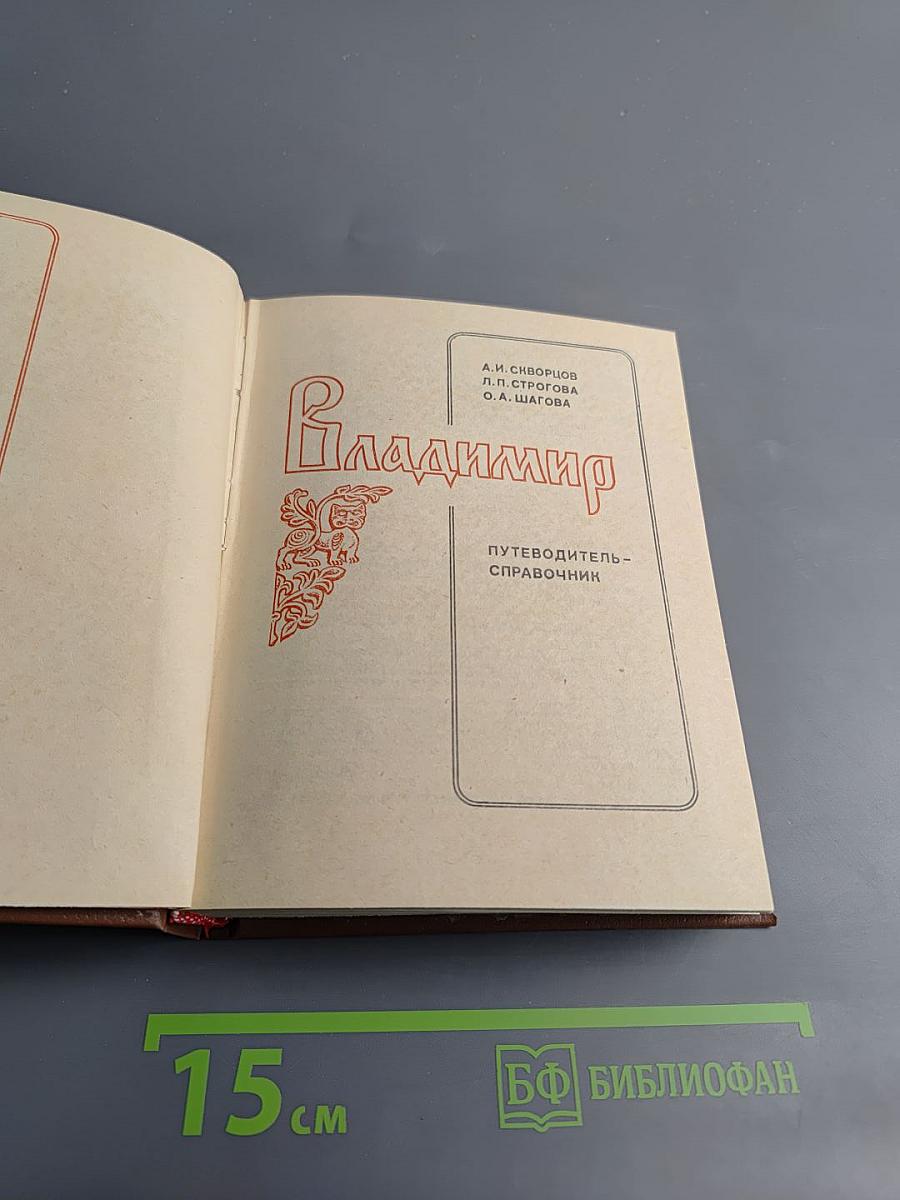 А.И.СКВОРЦОВ
Л.П.СТРОГОВА
О.А.ШАГОВА
Владимир
ПУТЕВОДИТЕЛЬ-
СПРАВОЧНИК
15 см
БФ БИБЛИОФАН